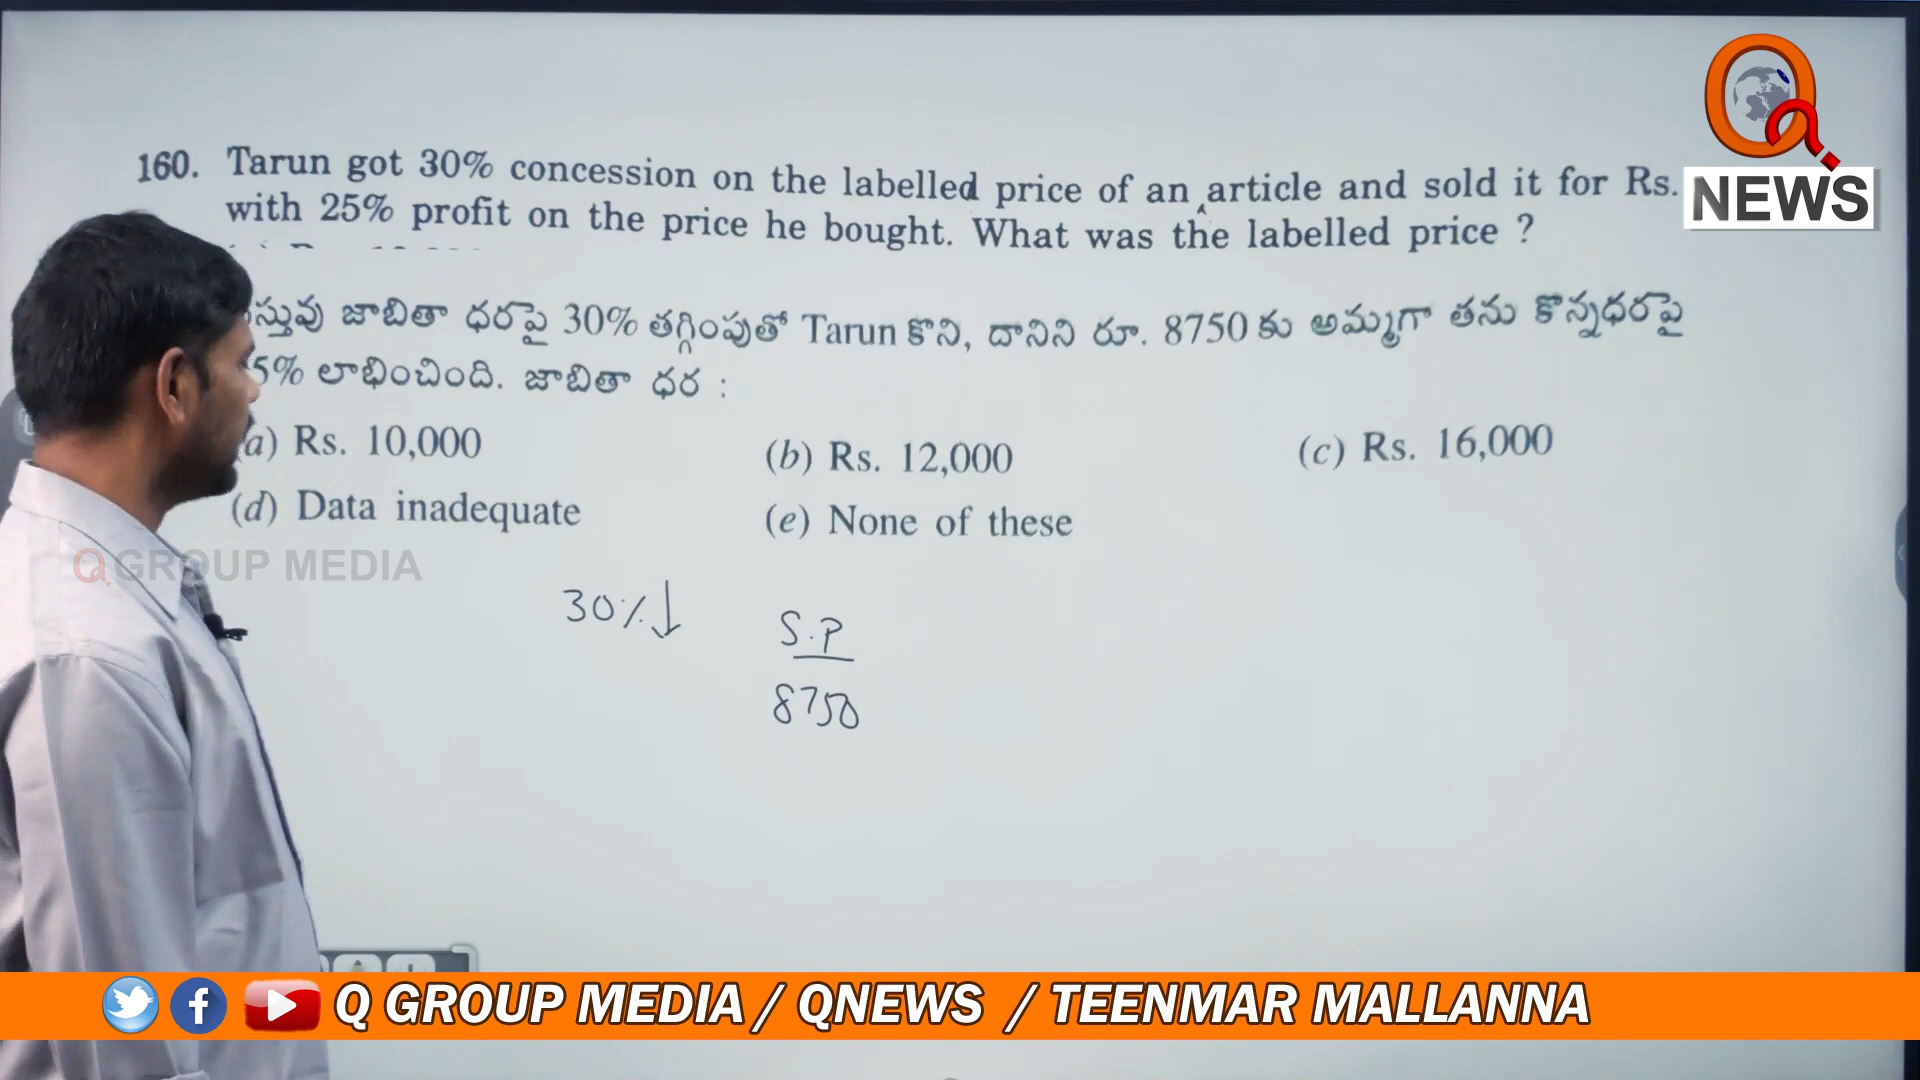 160. Tarun got 30% concession on the labelled price of an article and sold it for Rs.
with 25% profit on the price he bought. What was the labelled price ?
స్తువు జాబితా ధరపై 30% తగ్గింపుతో Tarun కొని, దానిని రూ. 8750 కు అమ్మగా తను కొన్నధరపై
5% లాభించింది. జాబితా ధర :
(a) Rs. 10,000 (b) Rs. 12,000 (c) Rs. 16,000
(d) Data inadequate (e) None of these
30% ↓ S.P
8750
Q NEWS
Q GROUP MEDIA
Q GROUP MEDIA / QNEWS / TEENMAR MALLANNA